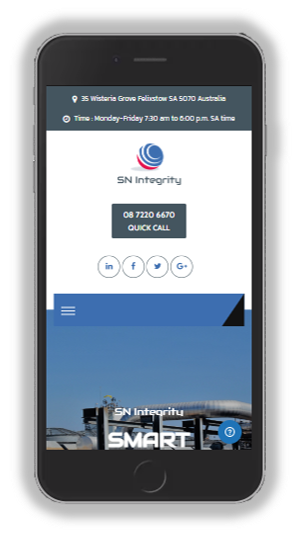 35 Wisteria Grove Felixstow SA 5070 Australia
Time : Monday-Friday 7.30 am to 6:00 p.m. SA time
SN Integrity
08 7220 6670
QUICK CALL
in f G+
SN Integrity
SMART
?